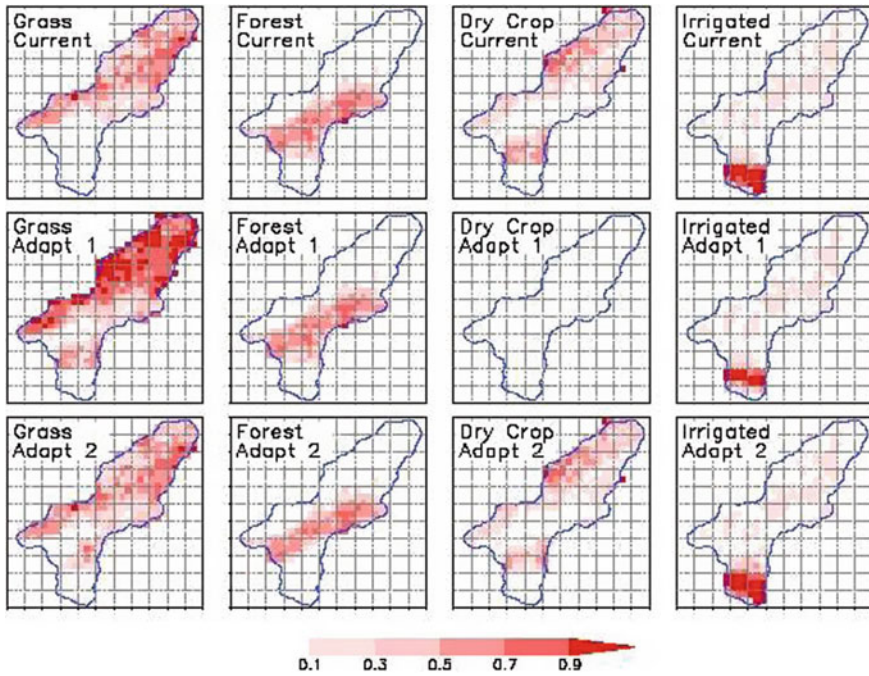 Grass
Current
Forest
Current
Dry Crop
Current
Irrigated
Current
Grass
Adapt 1
Forest
Adapt 1
Dry Crop
Adapt 1
Irrigated
Adapt 1
Grass
Adapt 2
Forest
Adapt 2
Dry Crop
Adapt 2
Irrigated
Adapt 2
0.1 0.3 0.5 0.7 0.9